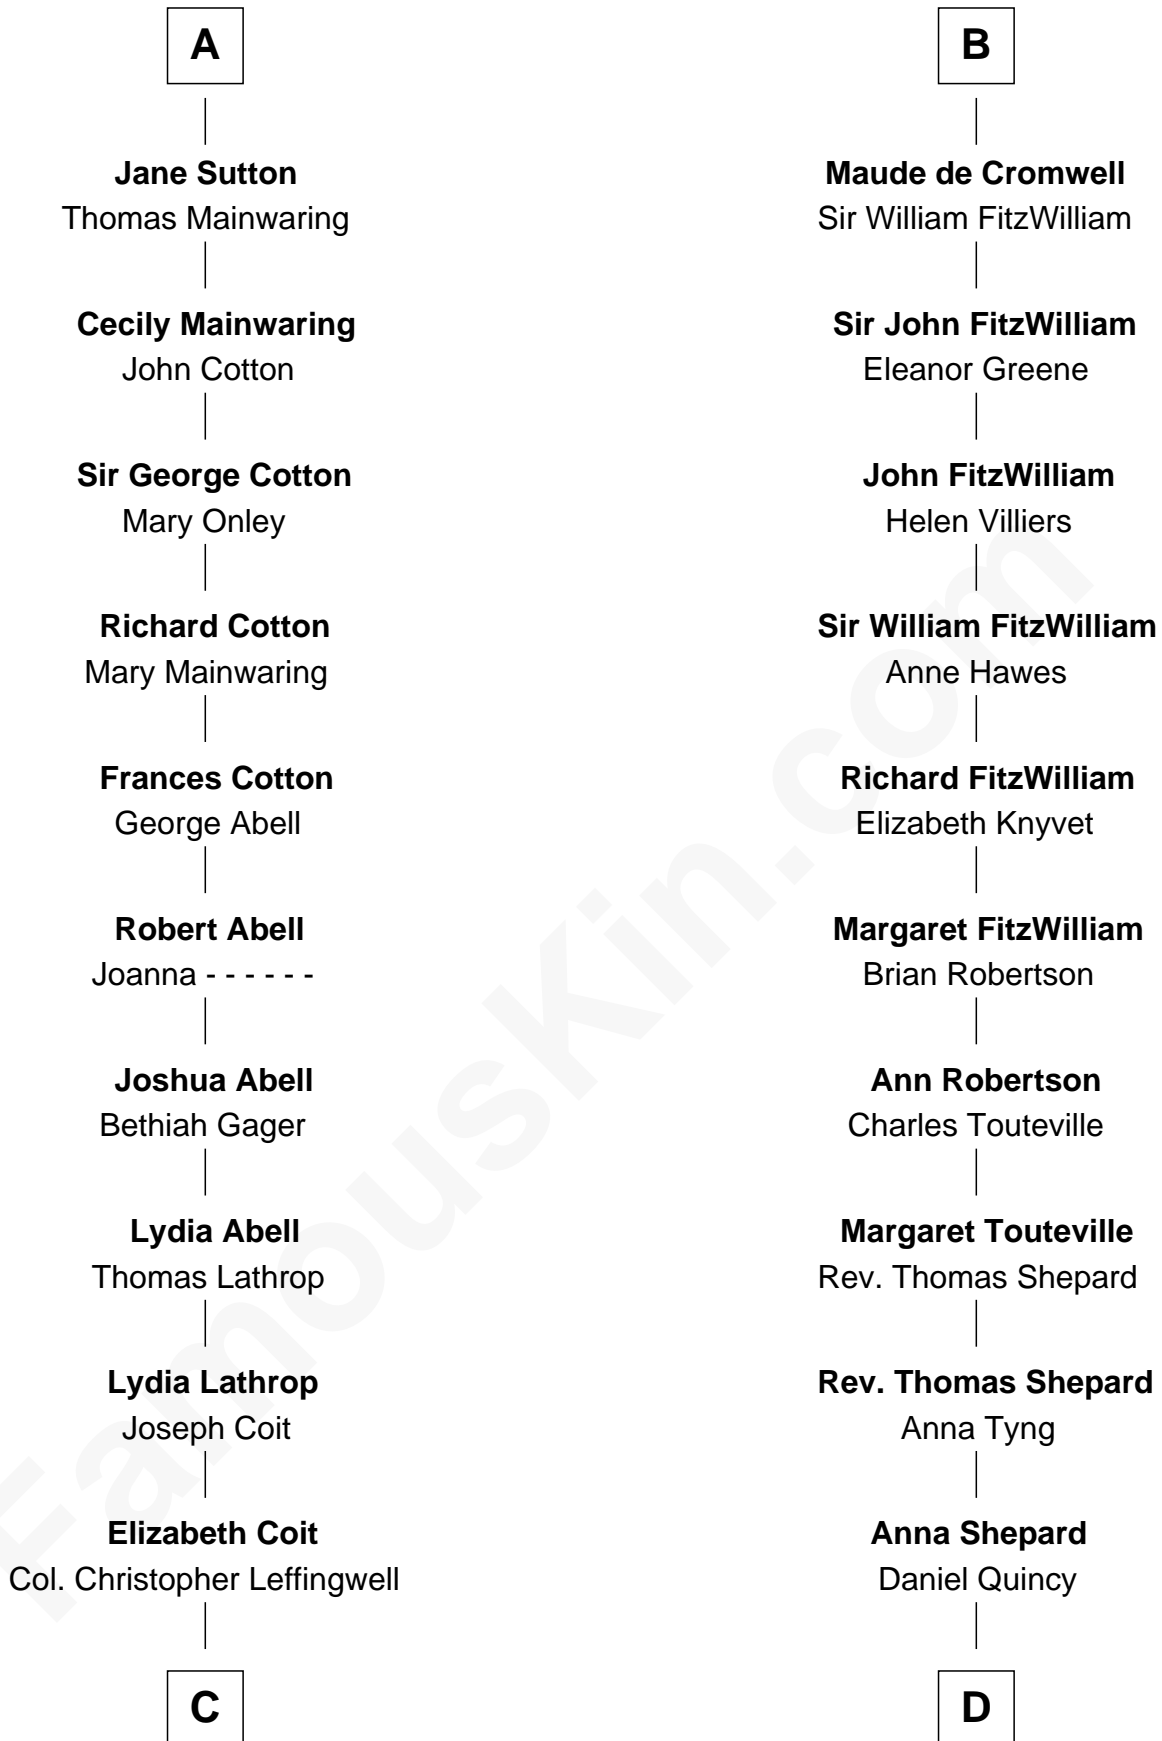 A
Jane Sutton
Thomas Mainwaring
Cecily Mainwaring
John Cotton
Sir George Cotton
Mary Onley
Richard Cotton
Mary Mainwaring
Frances Cotton
George Abell
Robert Abell
Joanna - - - - - -
Joshua Abell
Bethiah Gager
Lydia Abell
Thomas Lathrop
Lydia Lathrop
Joseph Coit
Elizabeth Coit
Col. Christopher Leffingwell
C
B
Maude de Cromwell
Sir William FitzWilliam
Sir John FitzWilliam
Eleanor Greene
John FitzWilliam
Helen Villiers
Sir William FitzWilliam
Anne Hawes
Richard FitzWilliam
Elizabeth Knyvet
Margaret FitzWilliam
Brian Robertson
Ann Robertson
Charles Touteville
Margaret Touteville
Rev. Thomas Shepard
Rev. Thomas Shepard
Anna Tyng
Anna Shepard
Daniel Quincy
D
FamousKin.com